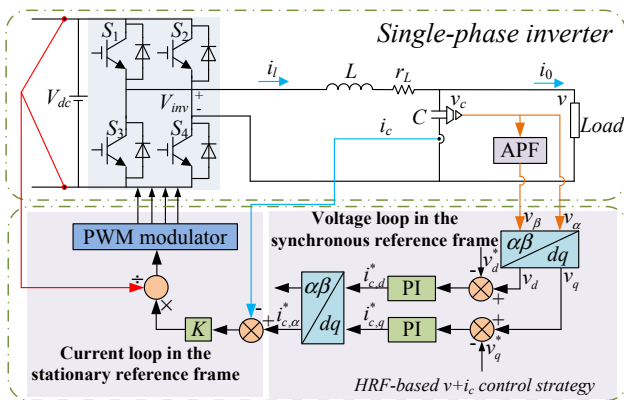 Single-phase inverter
S1
S2
S3
S4
Vdc
Vinv
+
-
il
L
rL
i0
ic
C
vc
v
Load
APF
vβ
vα
αβ
dq
vd
vq
Voltage loop in the
synchronous reference frame
v*d
-
+
PI
i*c,d
v*q
-
+
PI
i*c,q
αβ
dq
i*c,α
-
+
K
PWM modulator
÷
×
Current loop in the
stationary reference frame
HRF-based v+ic control strategy